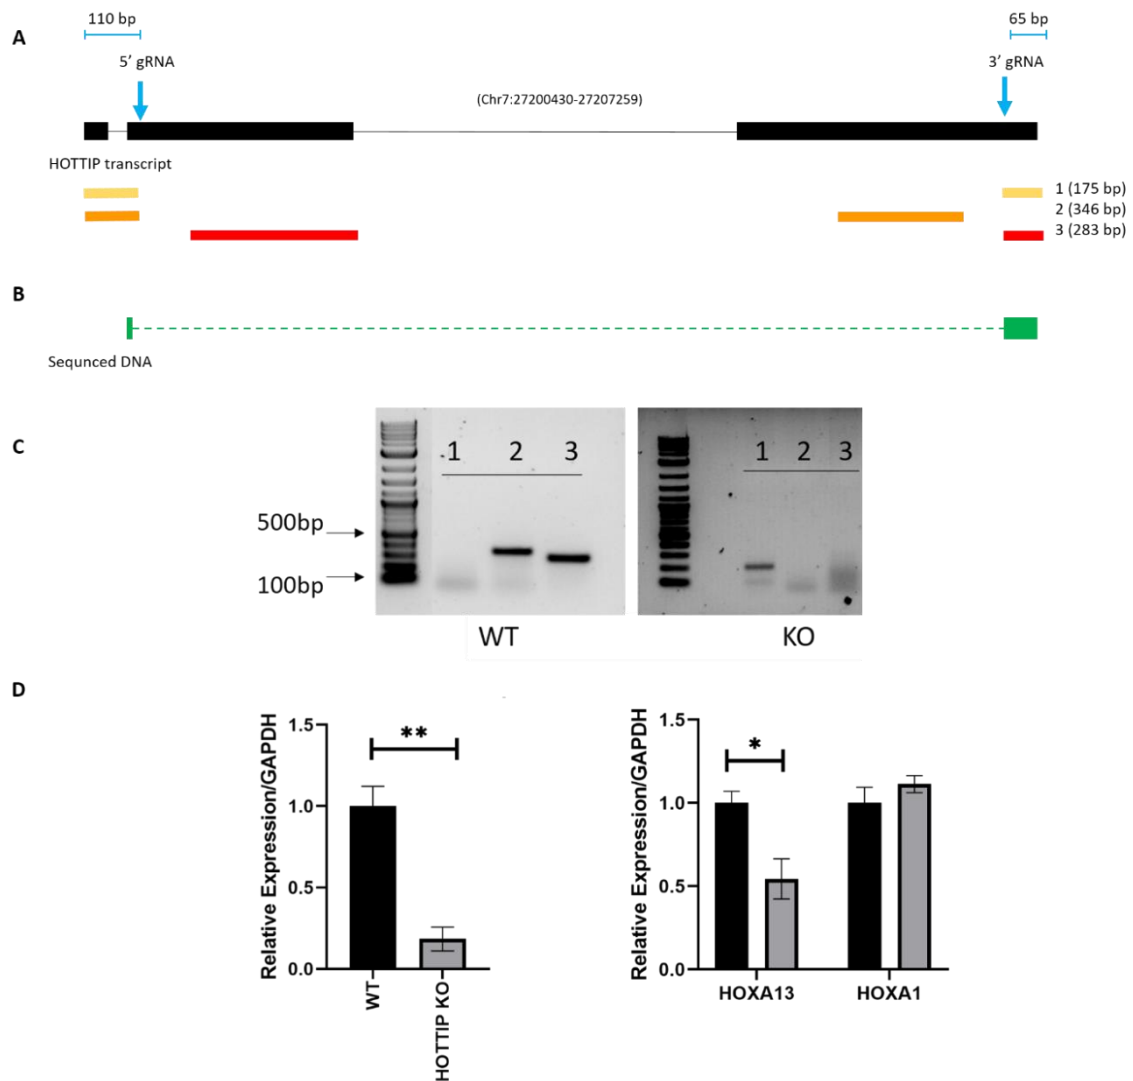 110 bp
65 bp
A
5' gRNA
3' gRNA
(Chr7:27200430-27207259)
HOTTIP transcript
1 (175 bp)
2 (346 bp)
3 (283 bp)
B
Sequnced DNA
C
1 2 3
1 2 3
500bp
100bp
WT
KO
D
Relative Expression/GAPDH
1.5
1.0
0.5
0.0
**
WT
HOTTIP KO
Relative Expression/GAPDH
1.5
1.0
0.5
0.0
*
HOXA13
HOXA1